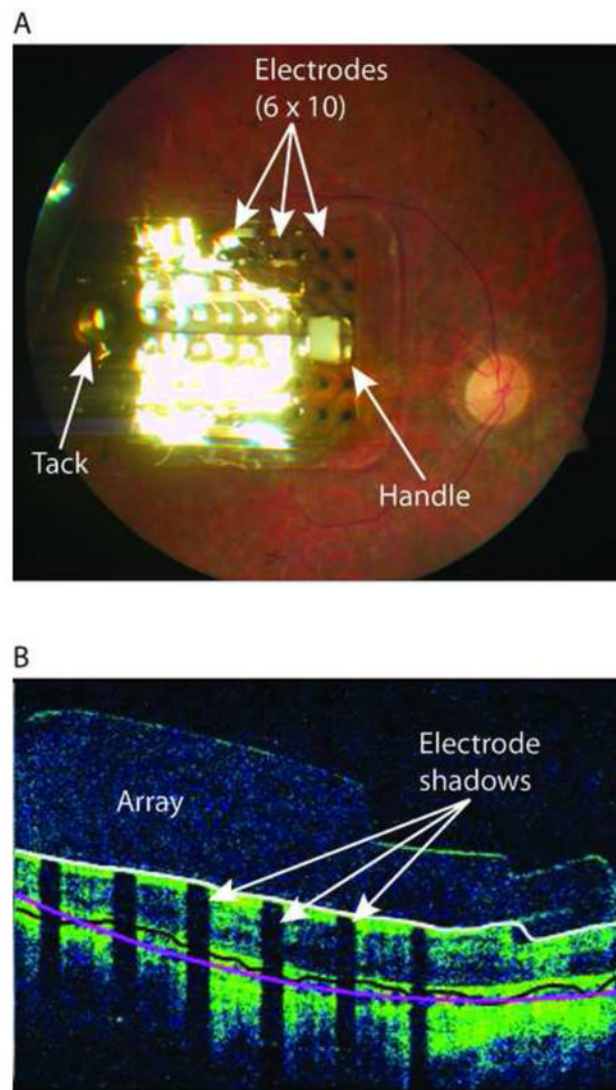 A
Electrodes
(6 x 10)
Tack
Handle
B
Electrode
shadows
Array